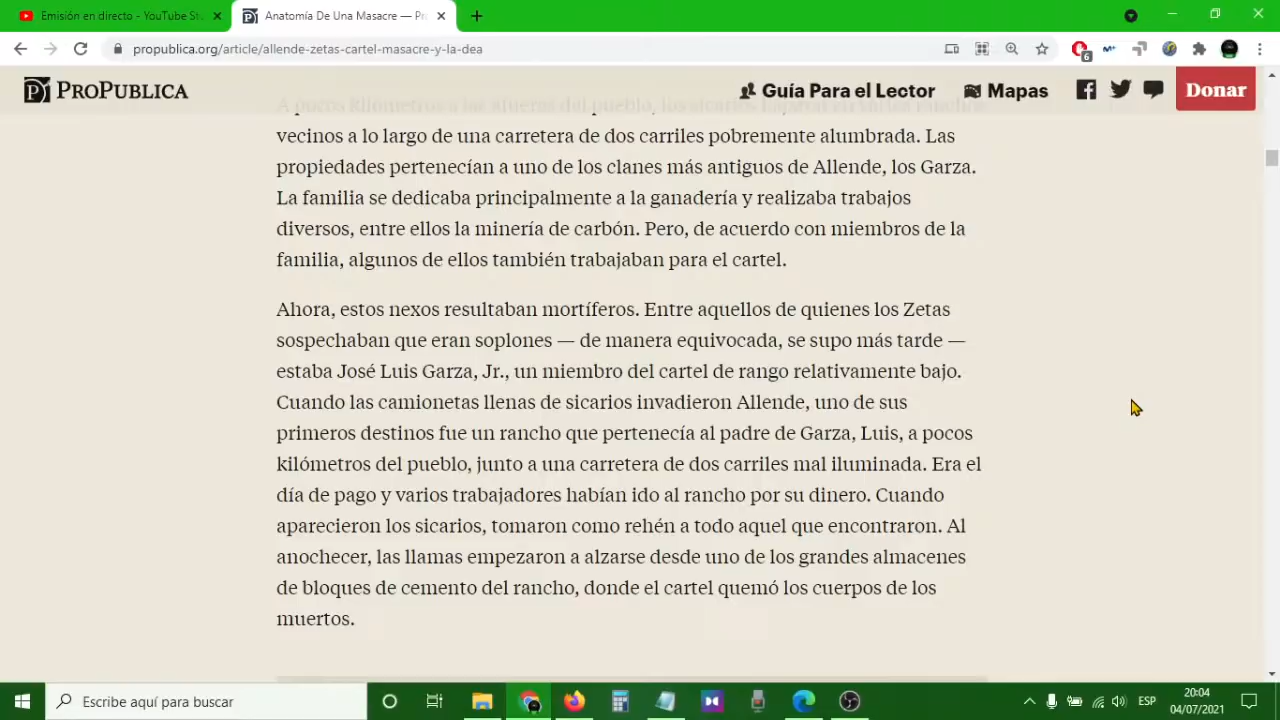 Emisión en directo - YouTube Stu
Anatomía De Una Masacre — Pro
propublica.org/article/allende-zetas-cartel-masacre-y-la-dea
6
PROPUBLICA
Guía Para el Lector
Mapas
Donar
A pocos kilómetros a las afueras del pueblo, los sicarios
vecinos a lo largo de una carretera de dos carriles pobremente alumbrada. Las
propiedades pertenecían a uno de los clanes más antiguos de Allende, los Garza.
La familia se dedicaba principalmente a la ganadería y realizaba trabajos
diversos, entre ellos la minería de carbón. Pero, de acuerdo con miembros de la
familia, algunos de ellos también trabajaban para el cartel.
Ahora, estos nexos resultaban mortíferos. Entre aquellos de quienes los Zetas
sospechaban que eran soplones — de manera equivocada, se supo más tarde —
estaba José Luis Garza, Jr., un miembro del cartel de rango relativamente bajo.
Cuando las camionetas llenas de sicarios invadieron Allende, uno de sus
primeros destinos fue un rancho que pertenecía al padre de Garza, Luis, a pocos
kilómetros del pueblo, junto a una carretera de dos carriles mal iluminada. Era el
día de pago y varios trabajadores habían ido al rancho por su dinero. Cuando
aparecieron los sicarios, tomaron como rehén a todo aquel que encontraron. Al
anochecer, las llamas empezaron a alzarse desde uno de los grandes almacenes
de bloques de cemento del rancho, donde el cartel quemó los cuerpos de los
muertos.
Escribe aquí para buscar
ESP
20:04
04/07/2021